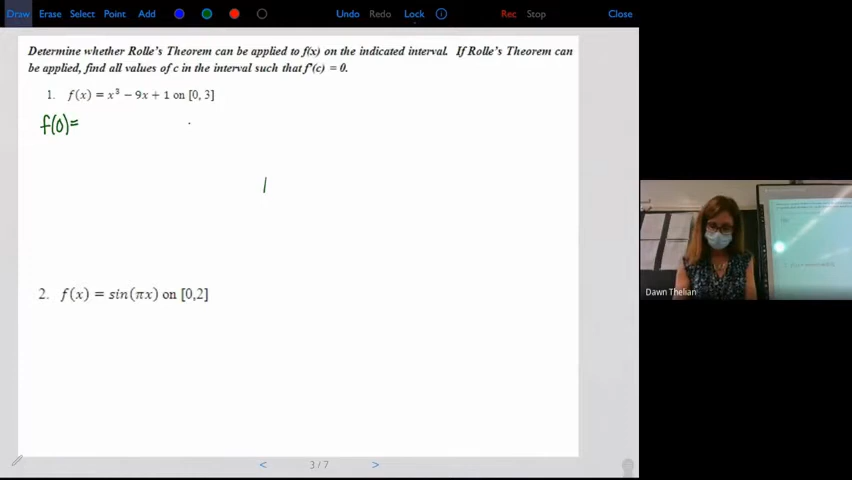 Draw Erase Select Point Add Undo Redo Lock Rec Stop Close
Determine whether Rolle's Theorem can be applied to f(x) on the indicated interval. If Rolle's Theorem can
be applied, find all values of c in the interval such that f'(c) = 0.
1. f(x) = x³ − 9x + 1 on [0, 3]
f(0)=
2. f(x) = sin(πx) on [0,2]
Dawn Thelian
< 3 / 7 >